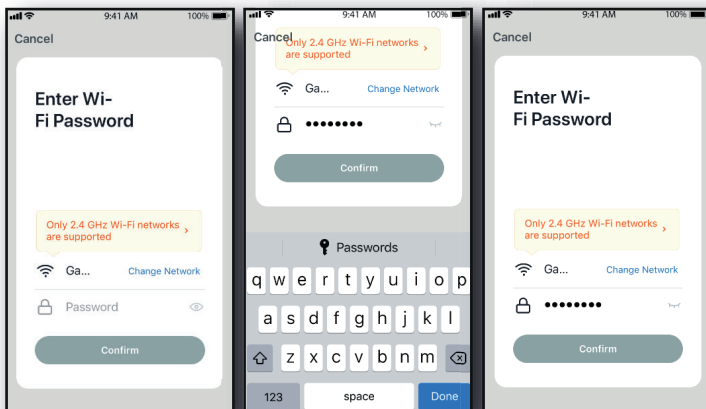 9:41 AM
100%
Cancel
Enter Wi-
Fi Password
Only 2.4 GHz Wi-Fi networks
are supported
Ga...
Change Network
Password
Confirm
9:41 AM
100%
Cancel
Only 2.4 GHz Wi-Fi networks
are supported
Ga...
Change Network
••••••••
Confirm
Passwords
q w e r t y u i o p
a s d f g h j k l
z x c v b n m
123
space
Done
9:41 AM
100%
Cancel
Enter Wi-
Fi Password
Only 2.4 GHz Wi-Fi networks
are supported
Ga...
Change Network
••••••••
Confirm